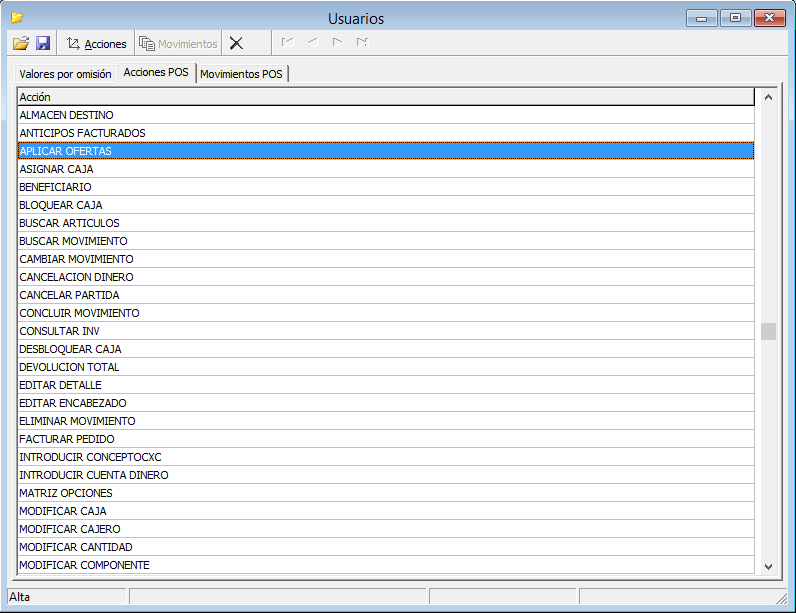 Usuarios
Acciones Movimientos
Valores por omisión Acciones POS Movimientos POS
Acción
ALMACEN DESTINO
ANTICIPOS FACTURADOS
APLICAR OFERTAS
ASIGNAR CAJA
BENEFICIARIO
BLOQUEAR CAJA
BUSCAR ARTICULOS
BUSCAR MOVIMIENTO
CAMBIAR MOVIMIENTO
CANCELACION DINERO
CANCELAR PARTIDA
CONCLUIR MOVIMIENTO
CONSULTAR INV
DESBLOQUEAR CAJA
DEVOLUCION TOTAL
EDITAR DETALLE
EDITAR ENCABEZADO
ELIMINAR MOVIMIENTO
FACTURAR PEDIDO
INTRODUCIR CONCEPTOCXC
INTRODUCIR CUENTA DINERO
MATRIZ OPCIONES
MODIFICAR CAJA
MODIFICAR CAJERO
MODIFICAR CANTIDAD
MODIFICAR COMPONENTE
Alta